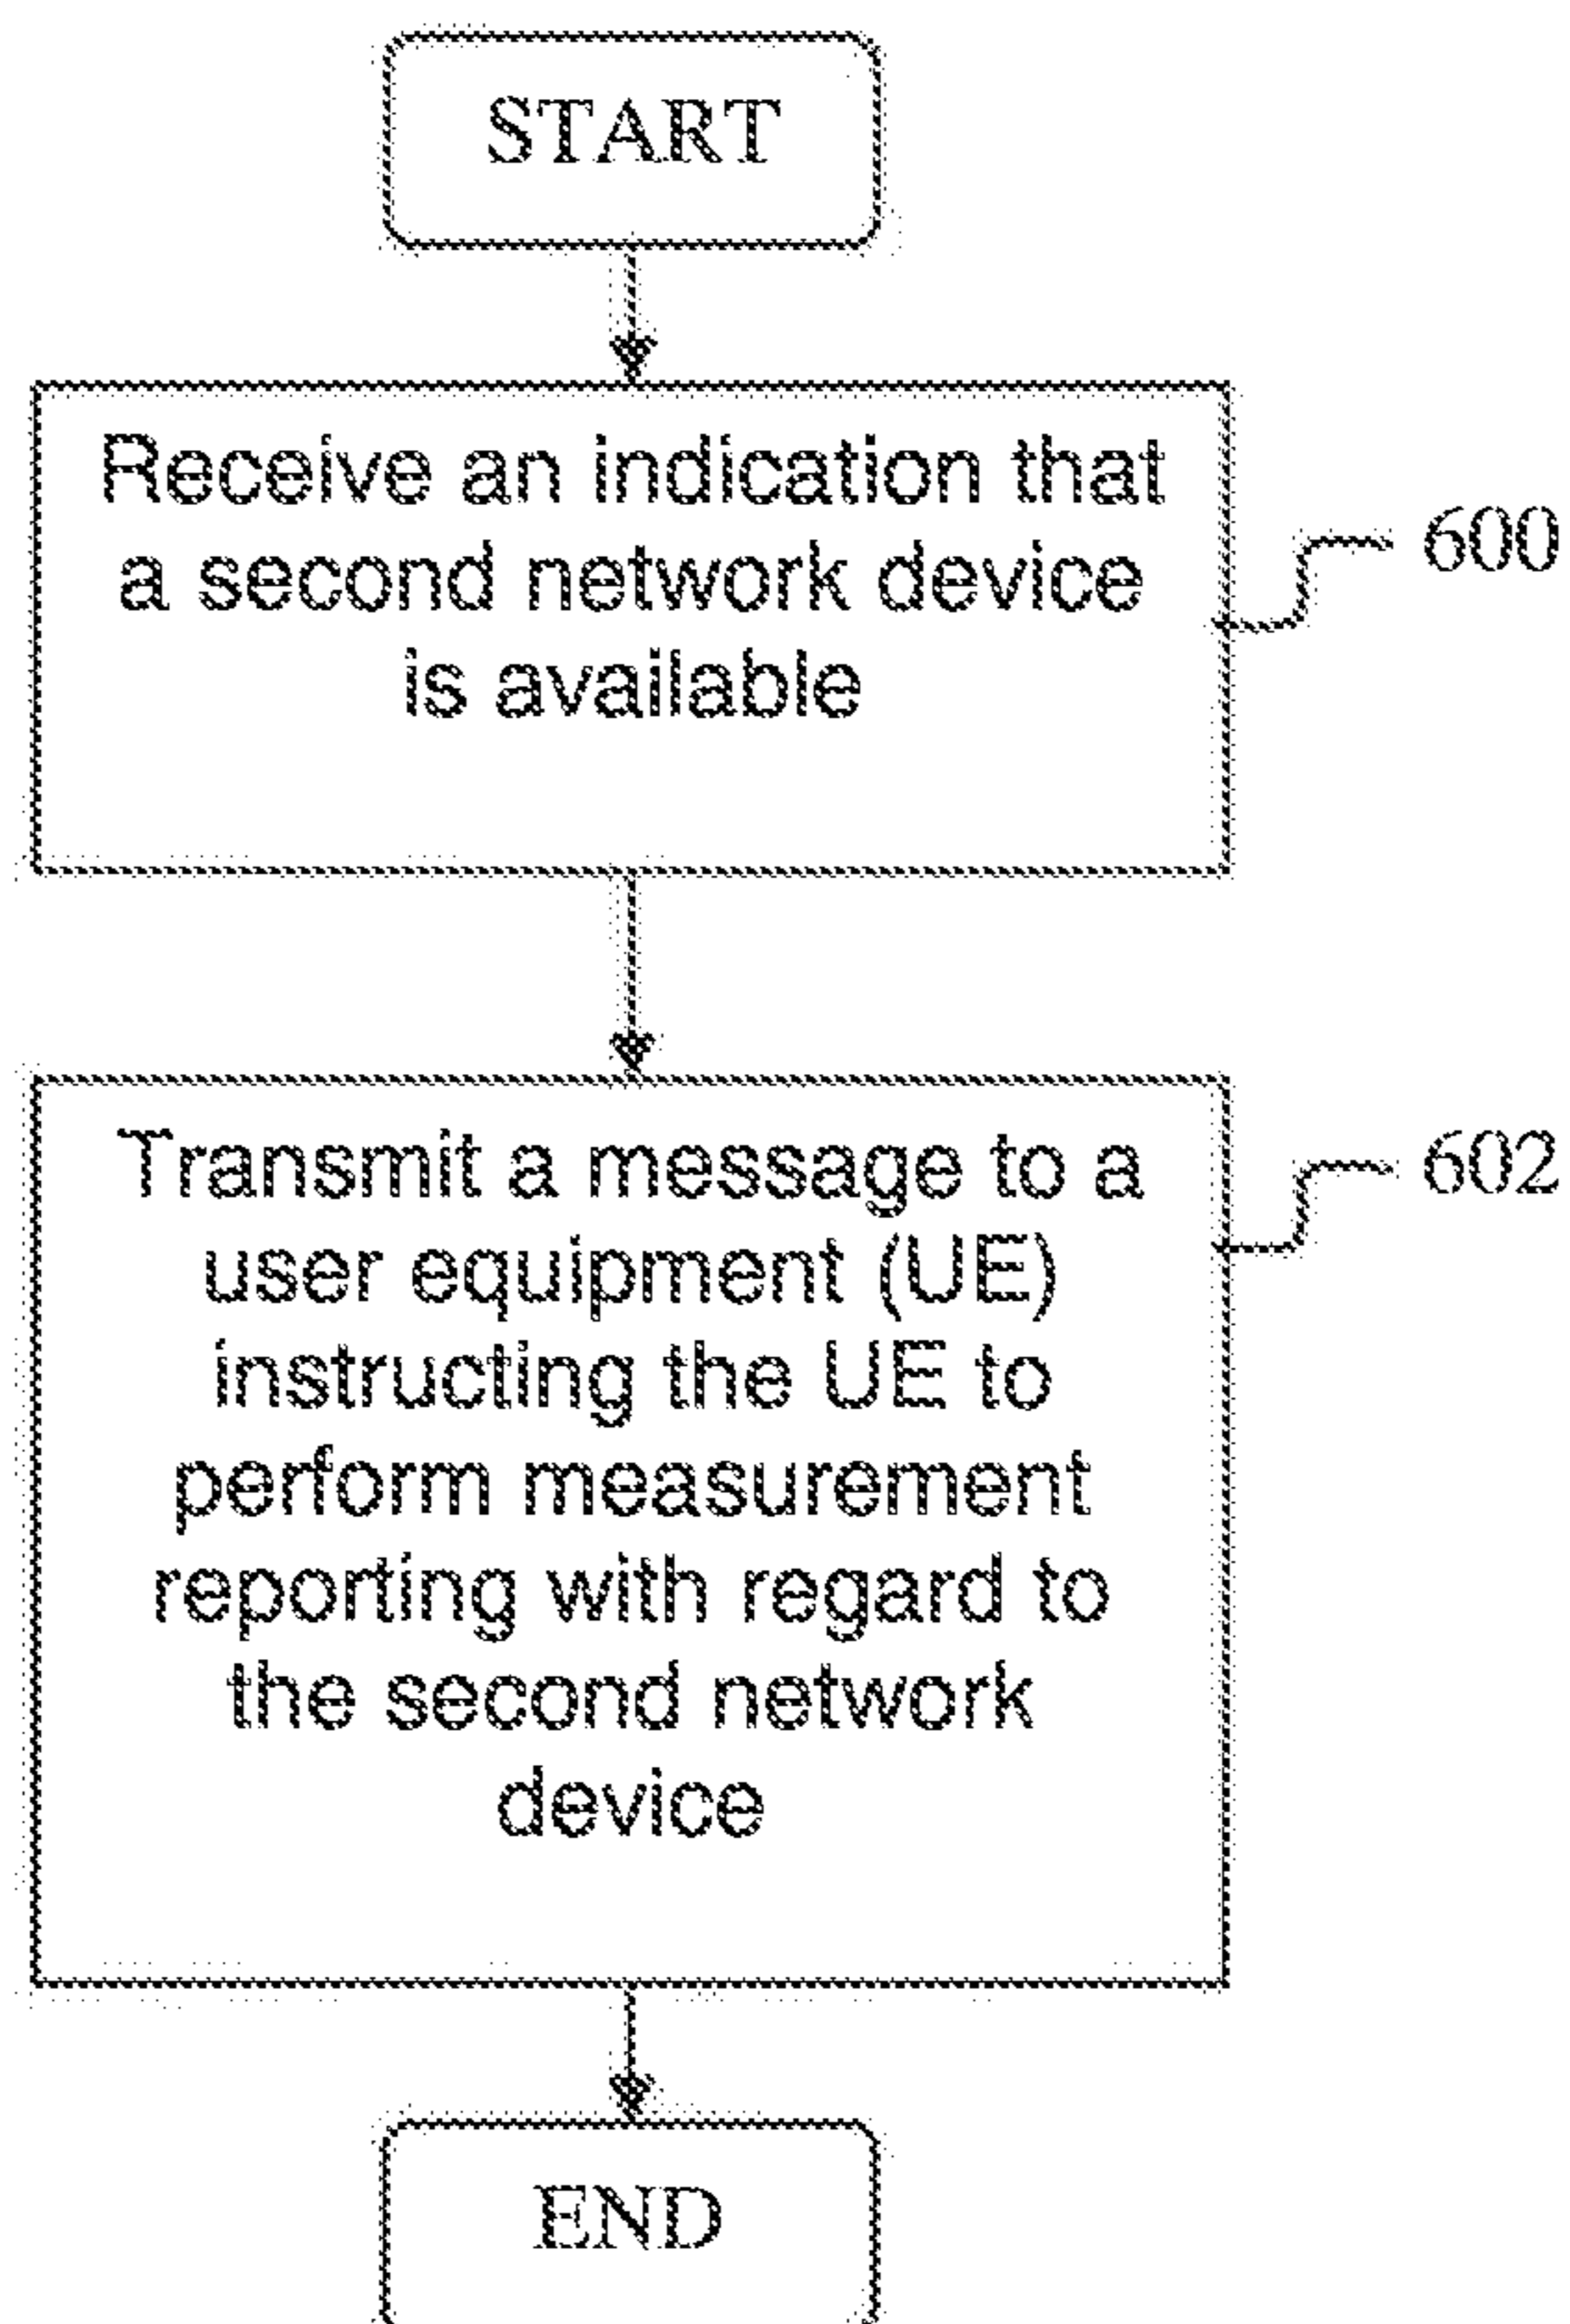 START
Receive an indication that
a second network device
is available
600
Transmit a message to a
user equipment (UE)
instructing the UE to
perform measurement
reporting with regard to
the second network
device
602
END